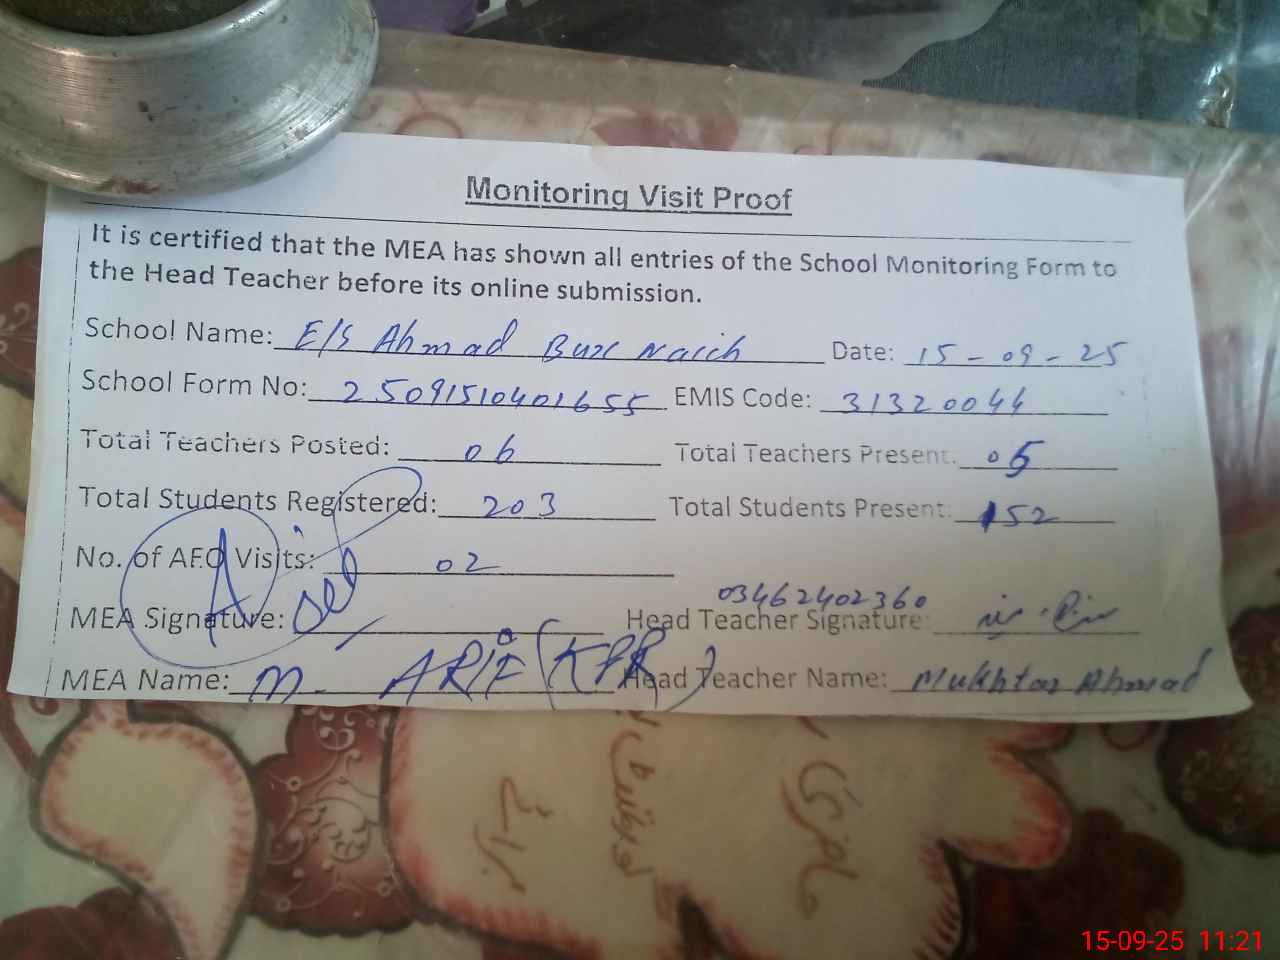 Monitoring Visit Proof
It is certified that the MEA has shown all entries of the School Monitoring Form to
the Head Teacher before its online submission.
School Name: E/S Ahmad Bux Naich Date: 15-09-25
School Form No: 25091510401655 EMIS Code: 31320044
Total Teachers Posted: 06 Total Teachers Present: 05
Total Students Registered: 203 Total Students Present: 152
No. of AEO Visits: 02
03462402360
MEA Signature: Head Teacher Signature:
MEA Name: M. ARIF (KPR) Head Teacher Name: Mukhtar Ahmad
15-09-25 11:21